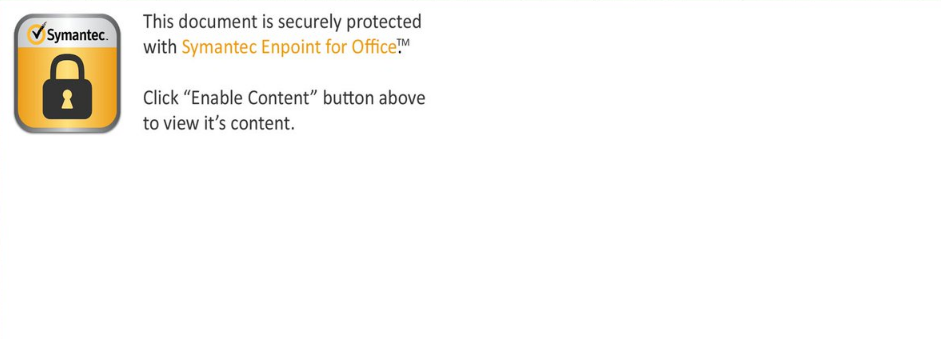 Symantec.
This document is securely protected
with Symantec Enpoint for Office.™
Click “Enable Content” button above
to view it’s content.